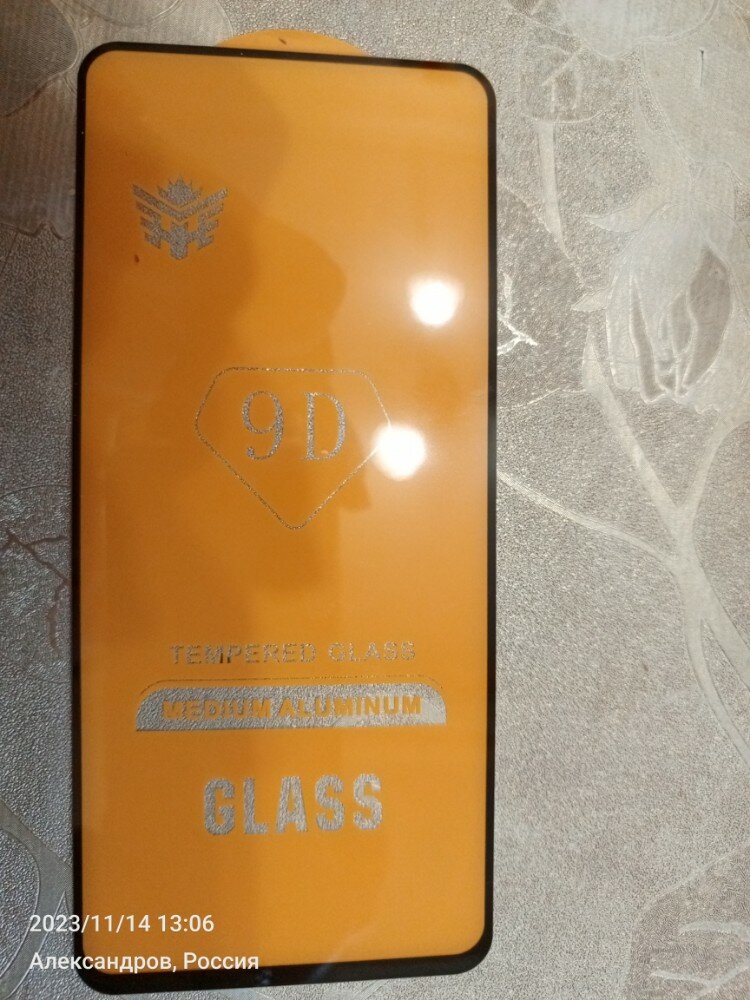 9D
TEMPERED GLASS
MEDIUM ALUMINUM
GLASS
2023/11/14 13:06
Александров, Россия